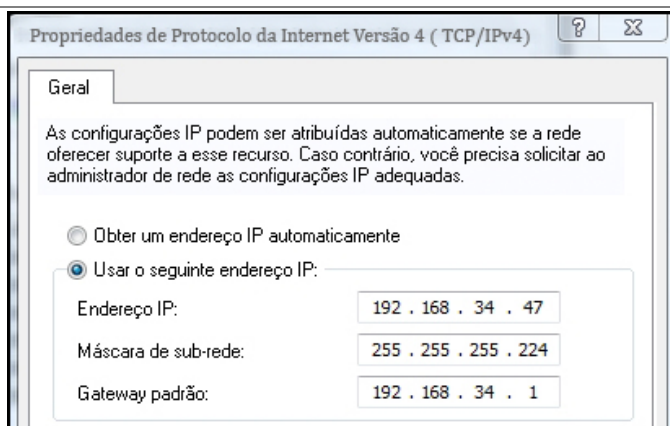 Propriedades de Protocolo da Internet Versão 4 ( TCP/IPv4)
Geral
As configurações IP podem ser atribuídas automaticamente se a rede
oferecer suporte a esse recurso. Caso contrário, você precisa solicitar ao
administrador de rede as configurações IP adequadas.
Obter um endereço IP automaticamente
Usar o seguinte endereço IP:
Endereço IP: 192 . 168 . 34 . 47
Máscara de sub-rede: 255 . 255 . 255 . 224
Gateway padrão: 192 . 168 . 34 . 1